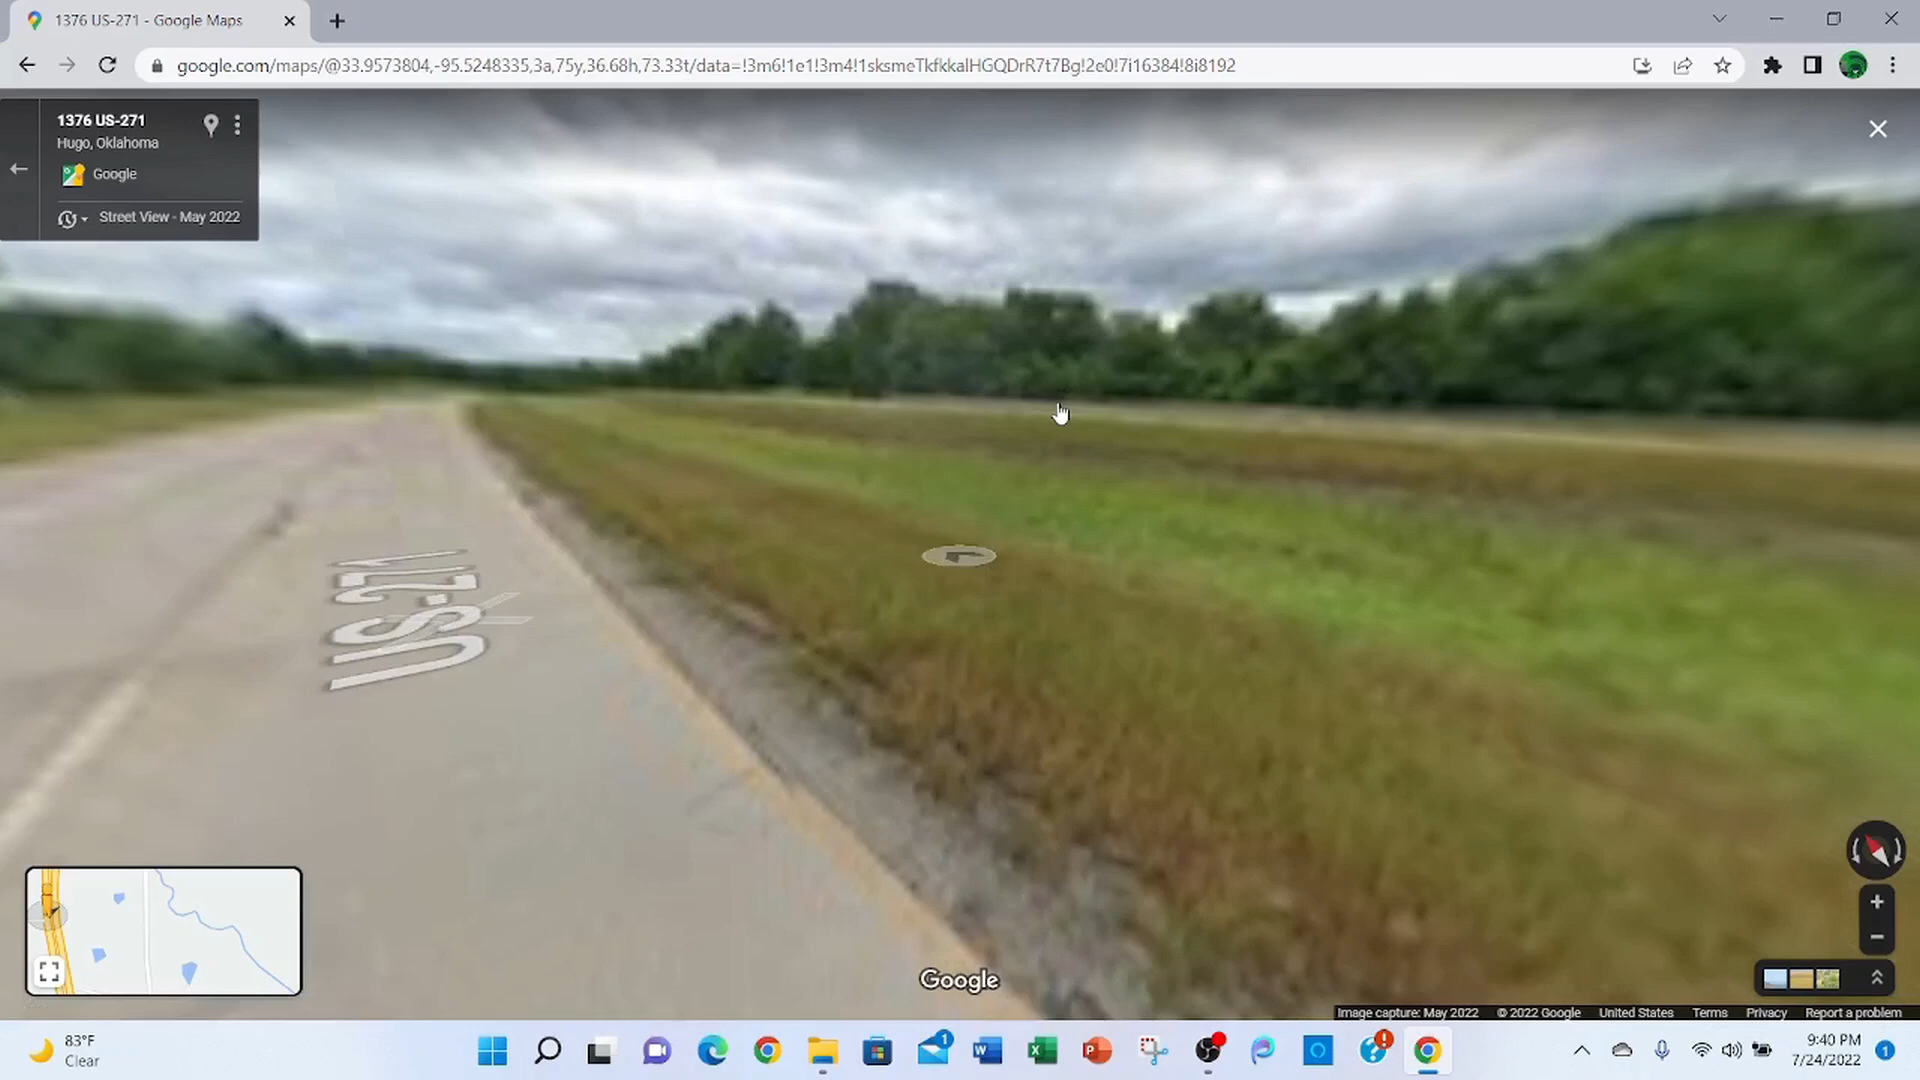 1376 US-271 - Google Maps
google.com/maps/@33.9573804,-95.5248335,3a,75y,36.68h,73.33t/data=!3m6!1e1!3m4!1sksmeTkfkkalHGQDrR7t7Bg!2e0!7i16384!8i8192
1376 US-271
Hugo, Oklahoma
Google
Street View - May 2022
US-271
Google
Image capture: May 2022 © 2022 Google United States Terms Privacy Report a problem
83°F
Clear
1
9:40 PM
7/24/2022
1